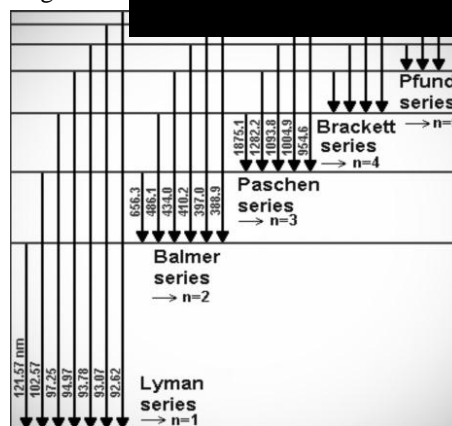 Pfund
series
→ n=
Brackett
series
→ n=4
1875.1
1282.2
1093.8
1004.9
954.6
Paschen
series
→ n=3
656.3
486.1
434.0
410.2
397.0
388.9
Balmer
series
→ n=2
121.57 nm
102.57
97.25
94.97
93.78
93.07
92.62
Lyman
series
→ n=1